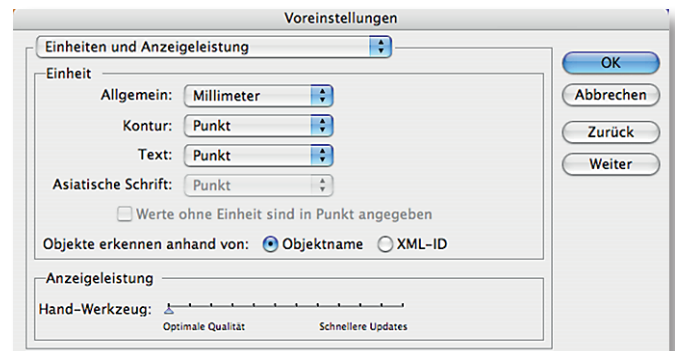 Voreinstellungen
Einheiten und Anzeigeleistung
OK
Einheit
Allgemein: Millimeter
Abbrechen
Kontur: Punkt
Zurück
Text: Punkt
Weiter
Asiatische Schrift: Punkt
Werte ohne Einheit sind in Punkt angegeben
Objekte erkennen anhand von: Objektname XML-ID
Anzeigeleistung
Hand-Werkzeug:
Optimale Qualität Schnellere Updates